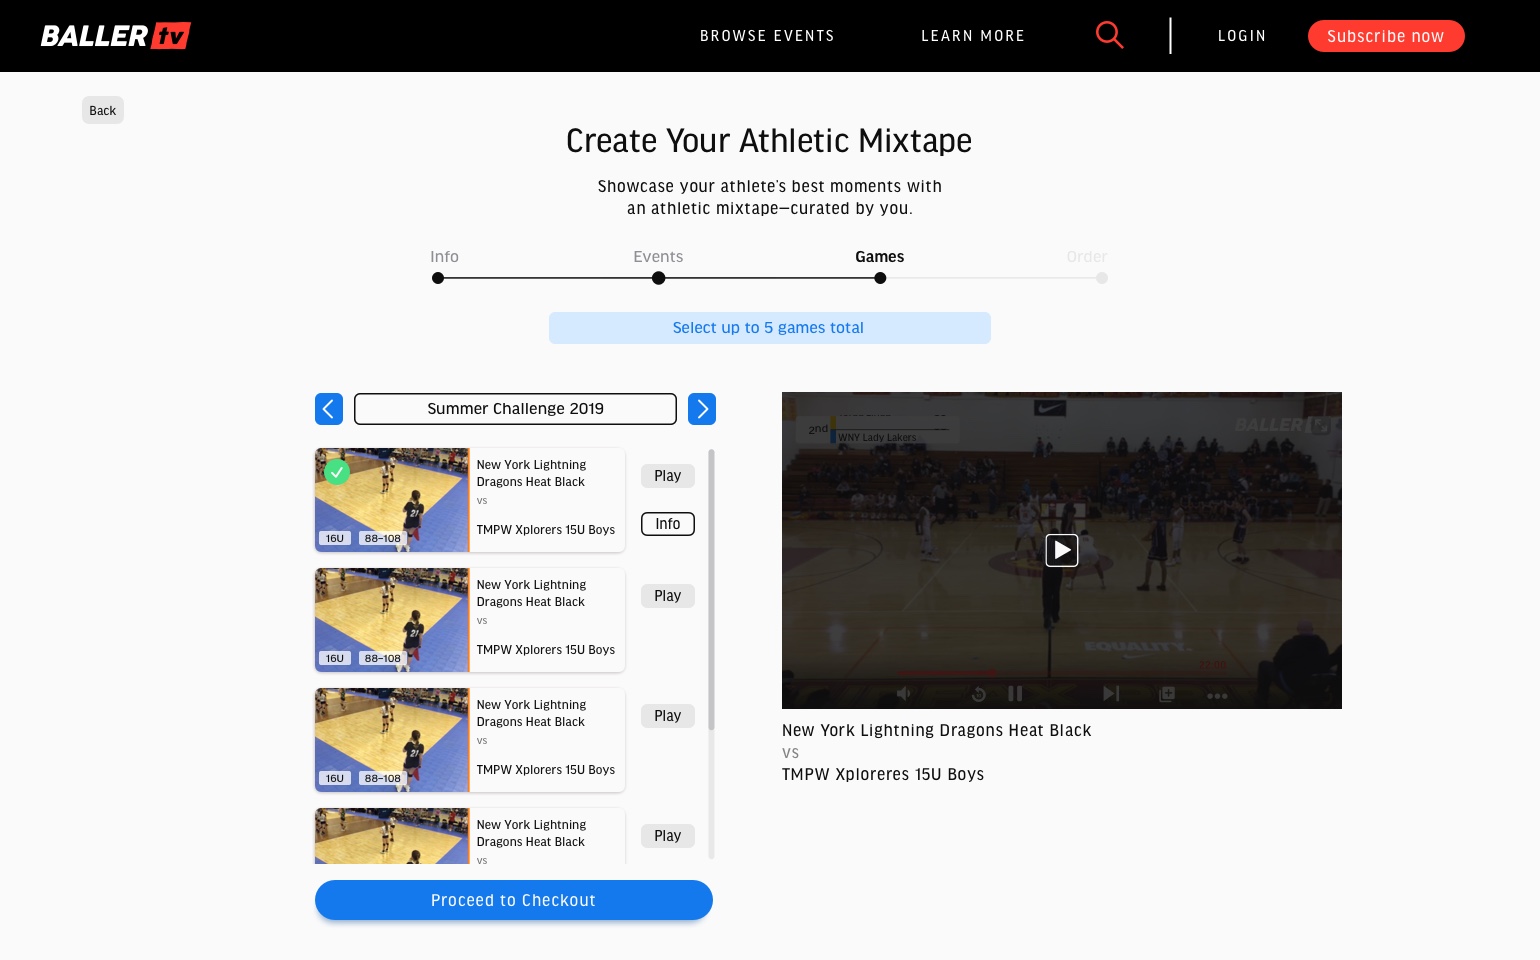 BALLER tv
BROWSE EVENTS
LEARN MORE
LOGIN
Subscribe now
Back
Create Your Athletic Mixtape
Showcase your athlete's best moments with
an athletic mixtape—curated by you.
Info
Events
Games
Order
Select up to 5 games total
Summer Challenge 2019
New York Lightning
Dragons Heat Black
vs
TMPW Xplorers 15U Boys
21
16U
88-108
Play
Info
New York Lightning
Dragons Heat Black
vs
TMPW Xplorers 15U Boys
21
16U
88-108
Play
New York Lightning
Dragons Heat Black
vs
TMPW Xplorers 15U Boys
21
16U
88-108
Play
New York Lightning
Dragons Heat Black
vs
Play
Proceed to Checkout
2nd
WNY Lady Lakers
BALLER
EQUALITY.
22:00
New York Lightning Dragons Heat Black
vs
TMPW Xploreres 15U Boys